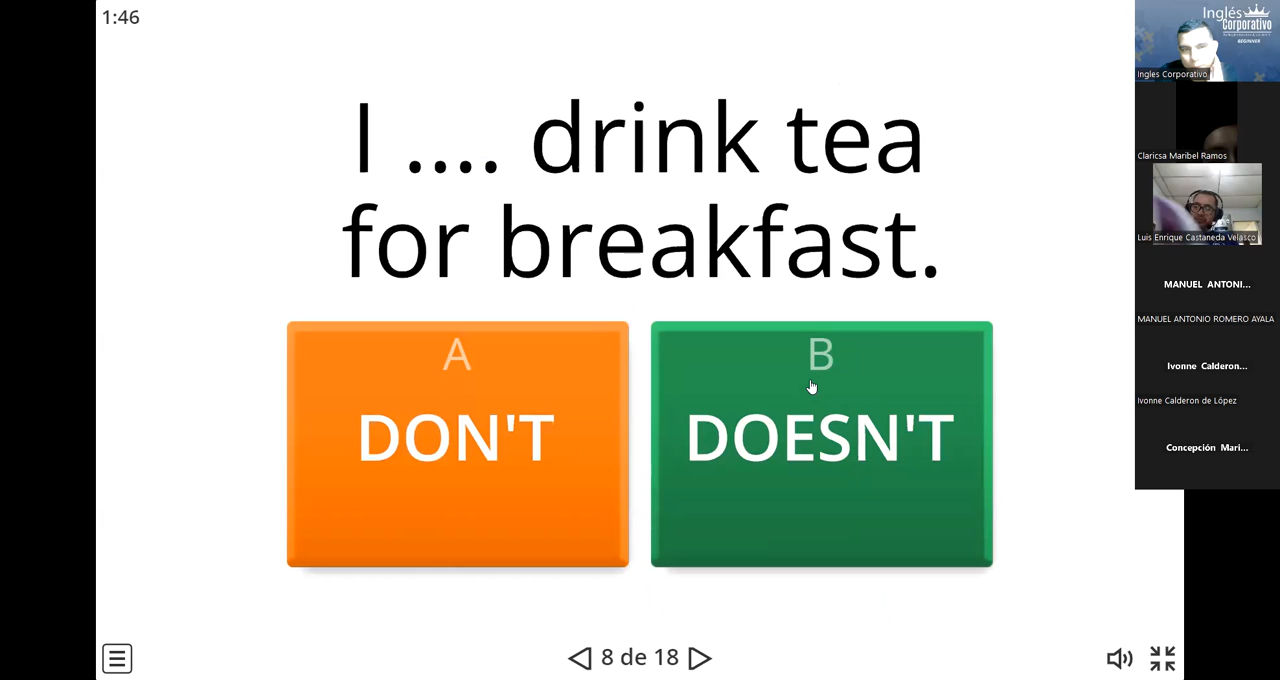 1:46
I .... drink tea
for breakfast.
A
DON'T
B
DOESN'T
8 de 18
Inglés
Corporativo
BEGINNER
Ingles Corporativo
Claricsa Maribel Ramos
Luis Enrique Castaneda Velasco
MANUEL ANTONI...
MANUEL ANTONIO ROMERO AYALA
Ivonne Calderon...
Ivonne Calderon de López
Concepción Mari...